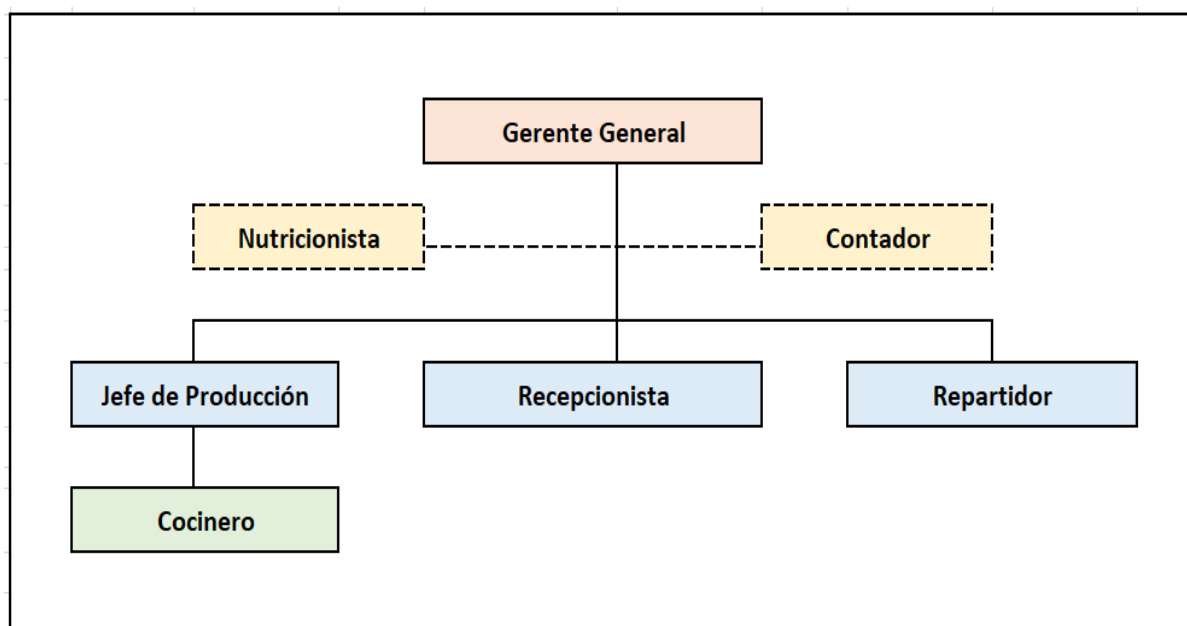 Gerente General
Nutricionista
Contador
Jefe de Producción
Recepcionista
Repartidor
Cocinero